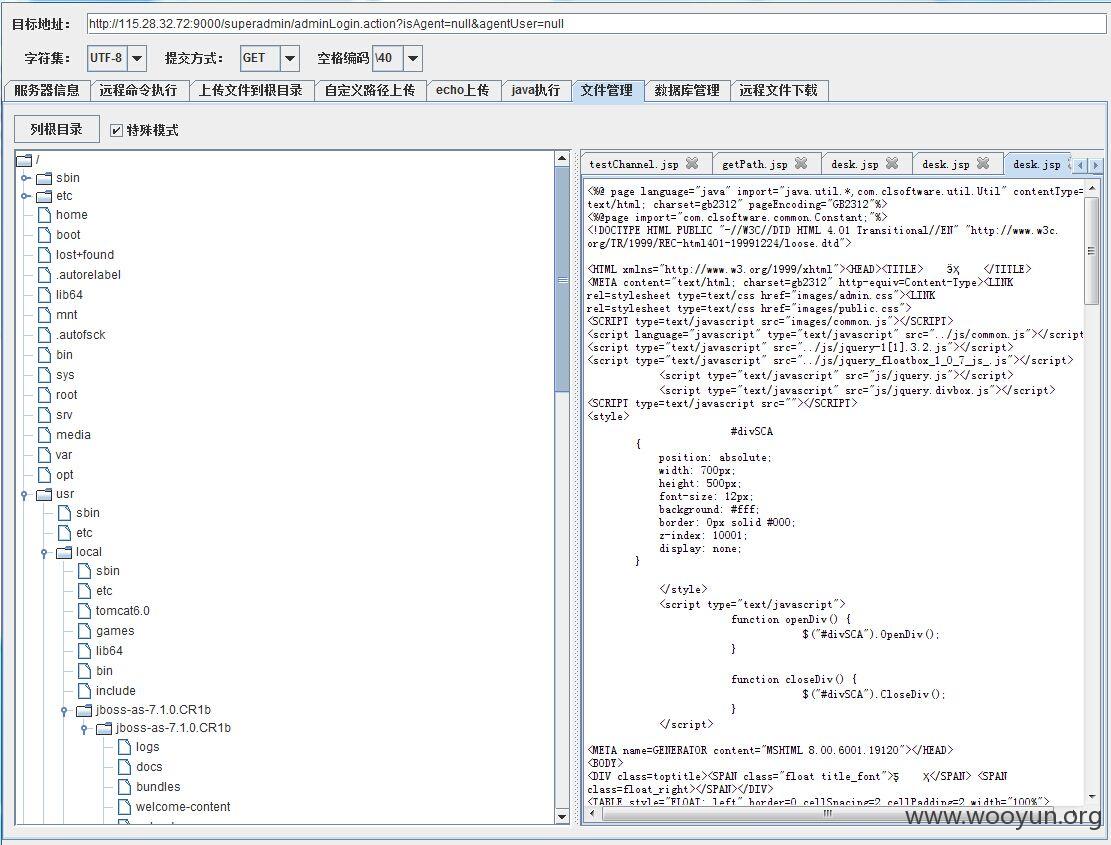 目标地址： http://115.28.32.72:9000/superadmin/adminLogin.action?isAgent=null&agentUser=null
字符集： UTF-8 提交方式： GET 空格编码 \40
服务器信息 远程命令执行 上传文件到根目录 自定义路径上传 echo上传 java执行 文件管理 数据库管理 远程文件下载
列根目录 特殊模式
/
sbin
etc
home
boot
lost+found
.autorelabel
lib64
mnt
.autofsck
bin
sys
root
srv
media
var
opt
usr
sbin
etc
local
sbin
etc
tomcat6.0
games
lib64
bin
include
jboss-as-7.1.0.CR1b
jboss-as-7.1.0.CR1b
logs
docs
bundles
welcome-content
testChannel.jsp getPath.jsp desk.jsp desk.jsp desk.jsp
<%@ page language="java" import="java.util.*,com.clsoftware.util.Util" contentType=
text/html; charset=gb2312" pageEncoding="GB2312"%>
<%@page import="com.clsoftware.common.Constant;"%>
<!DOCTYPE HTML PUBLIC "-//W3C//DTD HTML 4.01 Transitional//EN" "http://www.w3c.
org/TR/1999/REC-html401-19991224/loose.dtd">
<HTML xmlns="http://www.w3.org/1999/xhtml"><HEAD><TITLE> </TITLE>
<META content="text/html; charset=gb2312" http-equiv=Content-Type><LINK
rel=stylesheet type=text/css href="images/admin.css"><LINK
rel=stylesheet type=text/css href="images/public.css">
<SCRIPT type=text/javascript src="images/common.js"></SCRIPT>
<script language="javascript" type="text/javascript" src="../js/common.js"></script
<script type="text/javascript" src="../js/jquery-1[1].3.2.js"></script>
<script type="text/javascript" src="../js/jquery_floatbox_1_0_7_js_.js"></script>
<script type="text/javascript" src="js/jquery.js"></script>
<script type="text/javascript" src="js/jquery.divbox.js"></script>
<SCRIPT type=text/javascript src=""></SCRIPT>
<style>
#divSCA
{
position: absolute;
width: 700px;
height: 500px;
font-size: 12px;
background: #fff;
border: 0px solid #000;
z-index: 10001;
display: none;
}
</style>
<script type="text/javascript">
function openDiv() {
$("#divSCA").OpenDiv();
}
function closeDiv() {
$("#divSCA").CloseDiv();
}
</script>
<META name=GENERATOR content="MSHTML 8.00.6001.19120"></HEAD>
<BODY>
<DIV class=toptitle><SPAN class="float title_font"> </SPAN> <SPAN
class=float_right></SPAN></DIV>
<TABLE style="FLOAT: left" border=0 cellSpacing=2 cellPadding=2 width="100%">
www.wooyun.org